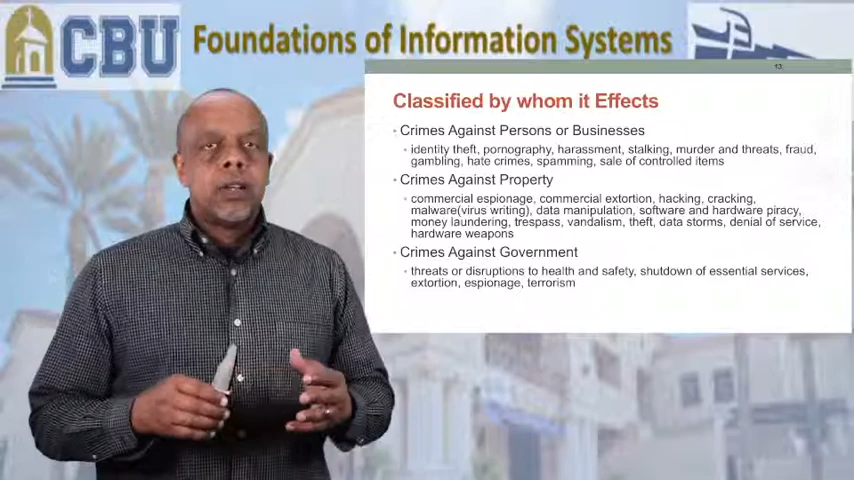 CBU
Foundations of Information Systems
13
Classified by whom it Effects
Crimes Against Persons or Businesses
identity theft, pornography, harassment, stalking, murder and threats, fraud,
gambling, hate crimes, spamming, sale of controlled items
Crimes Against Property
commercial espionage, commercial extortion, hacking, cracking,
malware(virus writing), data manipulation, software and hardware piracy,
money laundering, trespass, vandalism, theft, data storms, denial of service,
hardware weapons
Crimes Against Government
threats or disruptions to health and safety, shutdown of essential services,
extortion, espionage, terrorism